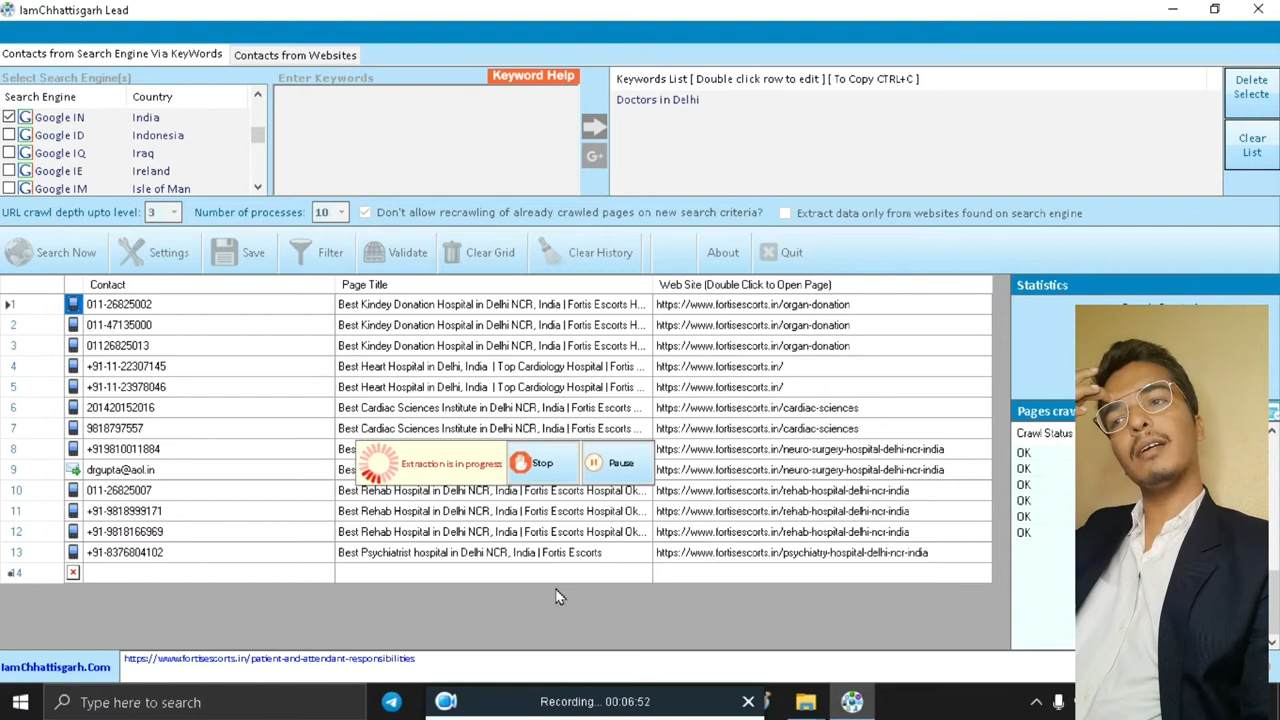 IamChhattisgarh Lead
Contacts from Search Engine Via KeyWords Contacts from Websites
Select Search Engine(s) Enter Keywords Keyword Help Keywords List [ Double click row to edit ] [ To Copy CTRL+C ] Delete Selecte
Search Engine Country
Doctors in Delhi
Google IN India
Google ID Indonesia
Google IQ Iraq
Clear List
Google IE Ireland
Google IM Isle of Man
URL crawl depth upto level: 3 Number of processes: 10 Don't allow recrawling of already crawled pages on new search criteria? Extract data only from websites found on search engine
Search Now Settings Save Filter Validate Clear Grid Clear History About Quit
Contact Page Title Web Site (Double Click to Open Page) Statistics
1 011-26825002 Best Kindey Donation Hospital in Delhi NCR, India | Fortis Escorts H... https://www.fortisescorts.in/organ-donation
2 011-47135000 Best Kindey Donation Hospital in Delhi NCR, India | Fortis Escorts H... https://www.fortisescorts.in/organ-donation
3 01126825013 Best Kindey Donation Hospital in Delhi NCR, India | Fortis Escorts H... https://www.fortisescorts.in/organ-donation
4 +91-11-22307145 Best Heart Hospital in Delhi, India | Top Cardiology Hospital | Fortis ... https://www.fortisescorts.in/
5 +91-11-23978046 Best Heart Hospital in Delhi, India | Top Cardiology Hospital | Fortis ... https://www.fortisescorts.in/
6 201420152016 Best Cardiac Sciences Institute in Delhi NCR, India | Fortis Escorts ... https://www.fortisescorts.in/cardiac-sciences
Pages craw
7 9818797557 Best Cardiac Sciences Institute in Delhi NCR, India | Fortis Escorts ... https://www.fortisescorts.in/cardiac-sciences
Crawl Status
8 +919810011884 Bes https://www.fortisescorts.in/neuro-surgery-hospital-delhi-ncr-india
OK
Extraction is in progress Stop Pause
9 drgupta@aol.in Bes https://www.fortisescorts.in/neuro-surgery-hospital-delhi-ncr-india
OK
OK
10 011-26825007 Best Rehab Hospital in Delhi NCR, India | Fortis Escorts Hospital Ok... https://www.fortisescorts.in/rehab-hospital-delhi-ncr-india
OK
11 +91-9818999171 Best Rehab Hospital in Delhi NCR, India | Fortis Escorts Hospital Ok... https://www.fortisescorts.in/rehab-hospital-delhi-ncr-india
OK
12 +91-9818166969 Best Rehab Hospital in Delhi NCR, India | Fortis Escorts Hospital Ok... https://www.fortisescorts.in/rehab-hospital-delhi-ncr-india
OK
13 +91-8376804102 Best Psychiatrist hospital in Delhi NCR, India | Fortis Escorts https://www.fortisescorts.in/psychiatry-hospital-delhi-ncr-india
14
IamChhattisgarh.Com https://www.fortisescorts.in/patient-and-attendant-responsibilities
Type here to search Recording... 00:06:52